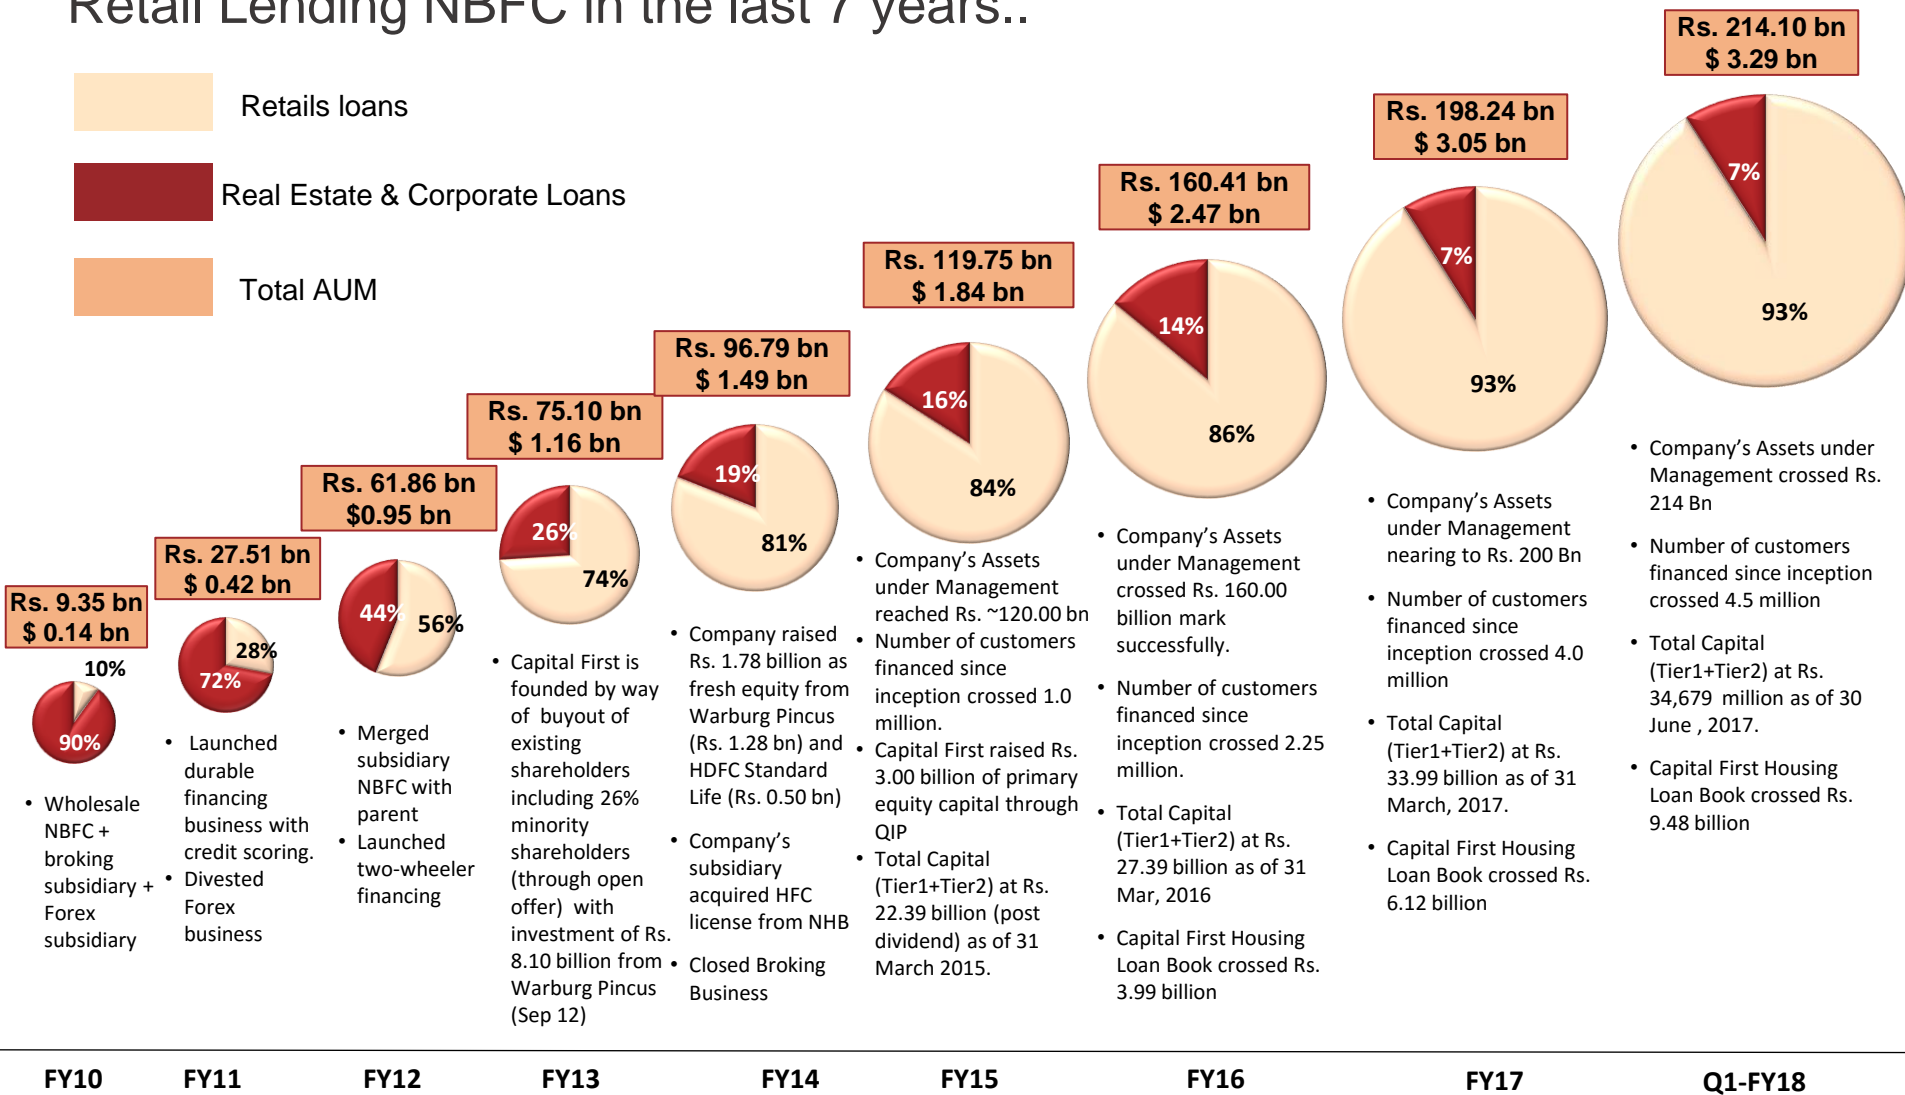 Retail Lending NBFC in the last 7 years..
Retails loans
Real Estate & Corporate Loans
Total AUM
Rs. 9.35 bn
$ 0.14 bn
10%
90%
• Wholesale
NBFC +
broking
subsidiary +
Forex
subsidiary
FY10
Rs. 27.51 bn
$ 0.42 bn
28%
72%
• Launched
durable
financing
business with
credit scoring.
• Divested
Forex
business
FY11
Rs. 61.86 bn
$0.95 bn
44%
56%
• Merged
subsidiary
NBFC with
parent
• Launched
two-wheeler
financing
FY12
Rs. 75.10 bn
$ 1.16 bn
26%
74%
• Capital First is
founded by way
of buyout of
existing
shareholders
including 26%
minority
shareholders
(through open
offer) with
investment of Rs.
8.10 billion from
Warburg Pincus
(Sep 12)
FY13
Rs. 96.79 bn
$ 1.49 bn
19%
81%
• Company raised
Rs. 1.78 billion as
fresh equity from
Warburg Pincus
(Rs. 1.28 bn) and
HDFC Standard
Life (Rs. 0.50 bn)
• Company's
subsidiary
acquired HFC
license from NHB
• Closed Broking
Business
FY14
Rs. 119.75 bn
$ 1.84 bn
16%
84%
• Company's Assets
under Management
reached Rs. ~120.00 bn
• Number of customers
financed since
inception crossed 1.0
million.
• Capital First raised Rs.
3.00 billion of primary
equity capital through
QIP
• Total Capital
(Tier1+Tier2) at Rs.
22.39 billion (post
dividend) as of 31
March 2015.
FY15
Rs. 160.41 bn
$ 2.47 bn
14%
86%
• Company's Assets
under Management
crossed Rs. 160.00
billion mark
successfully.
• Number of customers
financed since
inception crossed 2.25
million.
• Total Capital
(Tier1+Tier2) at Rs.
27.39 billion as of 31
Mar, 2016
• Capital First Housing
Loan Book crossed Rs.
3.99 billion
FY16
Rs. 198.24 bn
$ 3.05 bn
7%
93%
• Company's Assets
under Management
nearing to Rs. 200 Bn
• Number of customers
financed since
inception crossed 4.0
million
• Total Capital
(Tier1+Tier2) at Rs.
33.99 billion as of 31
March, 2017.
• Capital First Housing
Loan Book crossed Rs.
6.12 billion
FY17
Rs. 214.10 bn
$ 3.29 bn
7%
93%
• Company's Assets under
Management crossed Rs.
214 Bn
• Number of customers
financed since inception
crossed 4.5 million
• Total Capital
(Tier1+Tier2) at Rs.
34,679 million as of 30
June , 2017.
• Capital First Housing
Loan Book crossed Rs.
9.48 billion
Q1-FY18